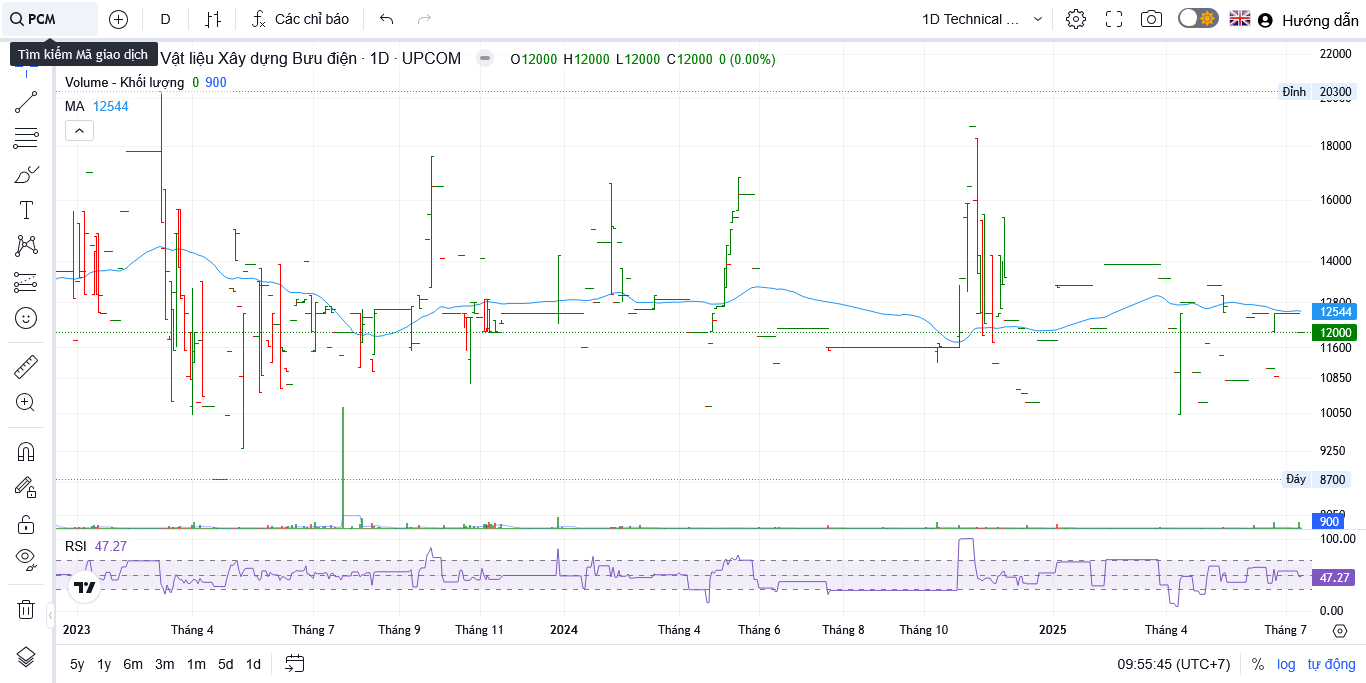 PCM
D
Các chỉ báo
1D Technical ...
Hướng dẫn
Tìm kiếm Mã giao dịch
Vật liệu Xây dựng Bưu điện · 1D · UPCOM
O12000 H12000 L12000 C12000 0 (0.00%)
Volume - Khối lượng 0 900
MA 12544
22000
Đỉnh 20300
20000
18000
16000
14000
12800
12544
12000
11600
10850
10050
9250
Đáy 8700
8050
900
RSI 47.27
100.00
47.27
0.00
2023 Tháng 4 Tháng 7 Tháng 9 Tháng 11 2024 Tháng 4 Tháng 6 Tháng 8 Tháng 10 2025 Tháng 4 Tháng 7
5y 1y 6m 3m 1m 5d 1d
09:55:45 (UTC+7) % log tự động